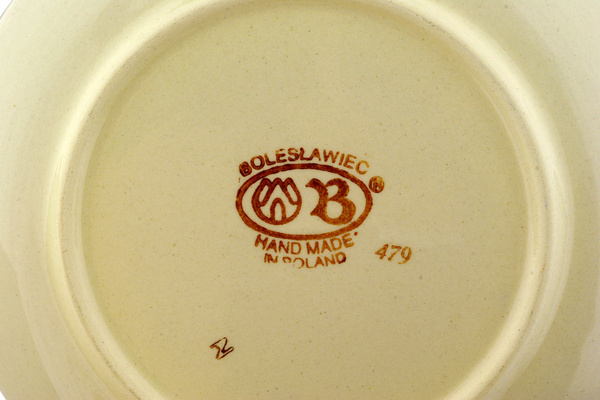 BOLESŁAWIEC ®
B
HAND MADE
IN POLAND
479